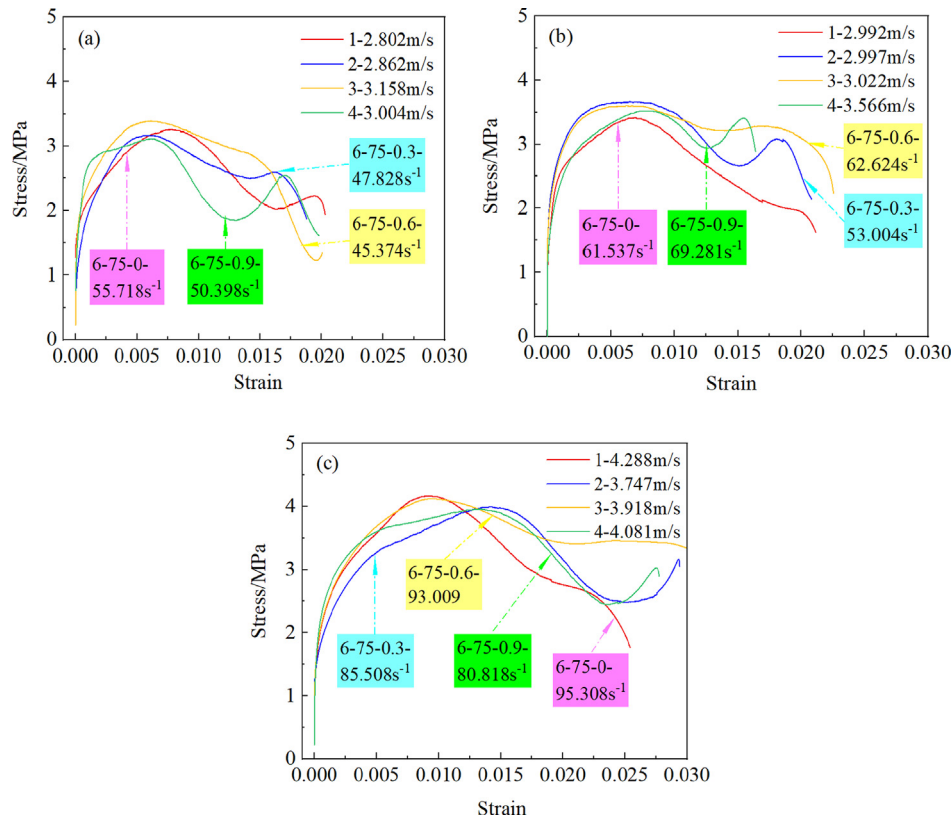 (a)
1-2.802m/s
2-2.862m/s
3-3.158m/s
4-3.004m/s
6-75-0.3-
47.828s⁻¹
6-75-0.6-
45.374s⁻¹
6-75-0-
55.718s⁻¹
6-75-0.9-
50.398s⁻¹
5
4
3
2
1
0
Stress/MPa
0.000 0.005 0.010 0.015 0.020 0.025 0.030
Strain
(b)
1-2.992m/s
2-2.997m/s
3-3.022m/s
4-3.566m/s
6-75-0.6-
62.624s⁻¹
6-75-0.3-
53.004s⁻¹
6-75-0-
61.537s⁻¹
6-75-0.9-
69.281s⁻¹
5
4
3
2
1
0
Stress/MPa
0.000 0.005 0.010 0.015 0.020 0.025 0.030
Strain
(c)
1-4.288m/s
2-3.747m/s
3-3.918m/s
4-4.081m/s
6-75-0.6-
93.009
6-75-0.3-
85.508s⁻¹
6-75-0.9-
80.818s⁻¹
6-75-0-
95.308s⁻¹
5
4
3
2
1
0
Stress/MPa
0.000 0.005 0.010 0.015 0.020 0.025 0.030
Strain